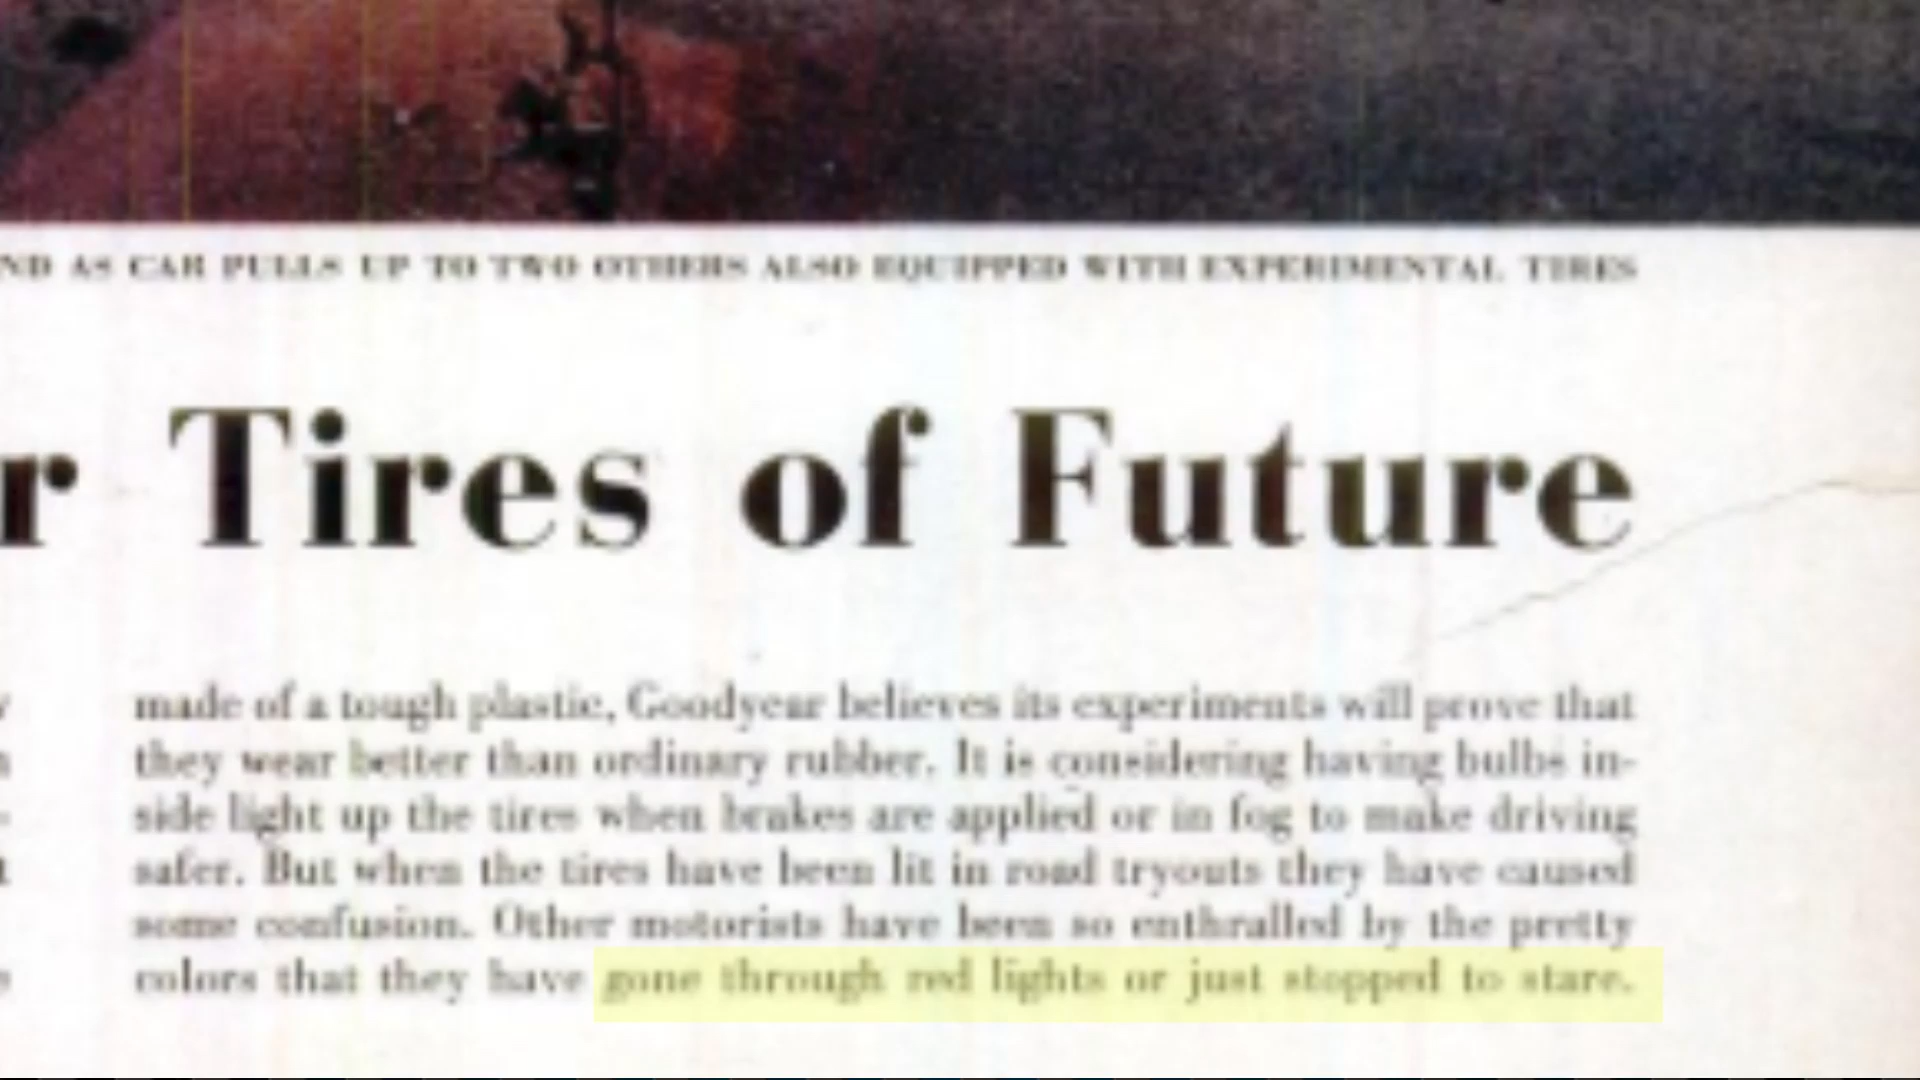 ND AS CAR PULLS UP TO TWO OTHERS ALSO EQUIPPED WITH EXPERIMENTAL TIRES
r Tires of Future
made of a tough plastic, Goodyear believes its experiments will prove that
they wear better than ordinary rubber. It is considering having bulbs in-
side light up the tires when brakes are applied or in fog to make driving
safer. But when the tires have been lit in road tryouts they have caused
some confusion. Other motorists have been so enthralled by the pretty
colors that they have gone through red lights or just stopped to stare.